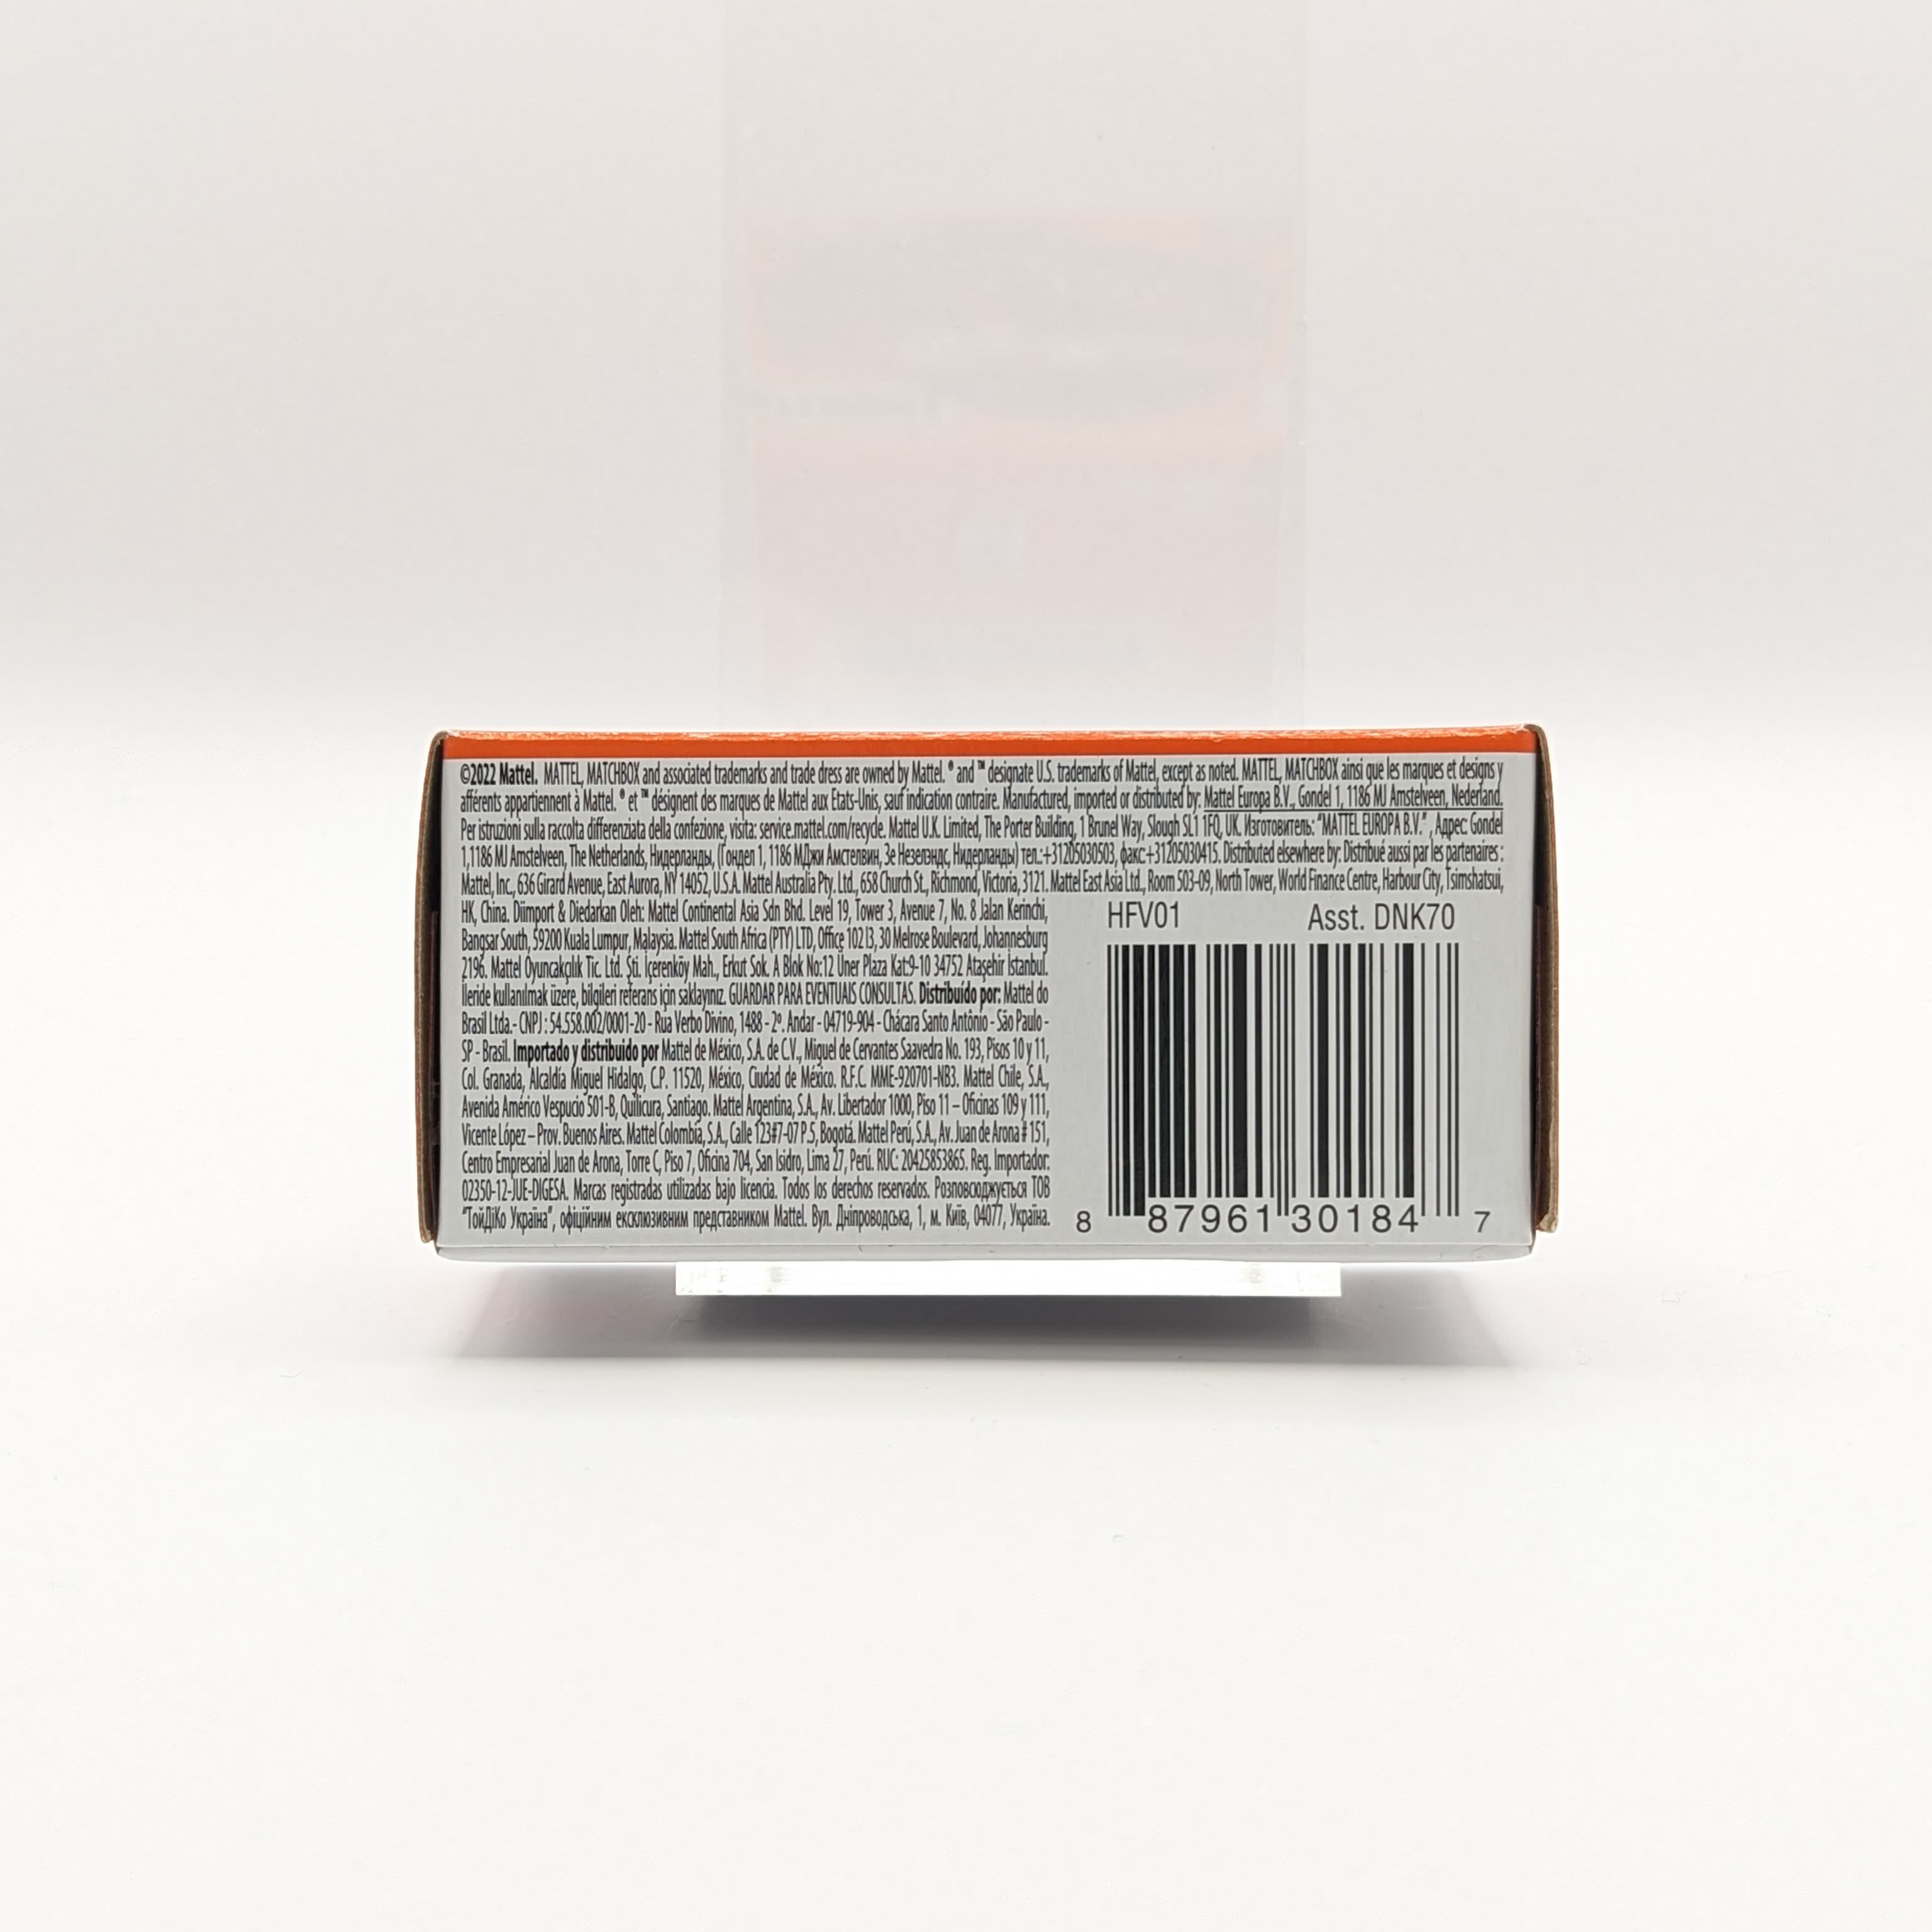 ©2022 Mattel. MATTEL, MATCHBOX and associated trademarks and trade dress are owned by Mattel. ® and ™ designate U.S. trademarks of Mattel, except as noted. MATTEL, MATCHBOX ainsi que les marques et designs y
afférents appartiennent à Mattel. ® et ™ désignent des marques de Mattel aux Etats-Unis, sauf indication contraire. Manufactured, imported or distributed by: Mattel Europa B.V., Gondel 1, 1186 MJ Amstelveen, Nederland.
Per istruzioni sulla raccolta differenziata della confezione, visita: service.mattel.com/recycle. Mattel U.K. Limited, The Porter Building, 1 Brunel Way, Slough SL1 1FQ, UK. Изготовитель: "MATTEL EUROPA B.V." , Адрес: Gondel
1,1186 MJ Amstelveen, The Netherlands, Нидерланды, (Гондел 1, 1186 МДжи Амстелвин, Зе Незелэндс, Нидерланды) тел.:+31205030503, факс:+31205030415. Distributed elsewhere by: Distribué aussi par les partenaires :
Mattel, Inc., 636 Girard Avenue, East Aurora, NY 14052, U.S.A. Mattel Australia Pty. Ltd., 658 Church St., Richmond, Victoria, 3121. Mattel East Asia Ltd., Room 503-09, North Tower, World Finance Centre, Harbour City, Tsimshatsui,
HK, China. Diimport & Diedarkan Oleh: Mattel Continental Asia Sdn Bhd. Level 19, Tower 3, Avenue 7, No. 8 Jalan Kerinchi,
Bangsar South, 59200 Kuala Lumpur, Malaysia. Mattel South Africa (PTY) LTD, Office 102 I3, 30 Melrose Boulevard, Johannesburg
2196. Mattel Oyuncakçılık Tic. Ltd. Şti. İçerenköy Mah., Erkut Sok. A Blok No:12 Üner Plaza Kat:9-10 34752 Ataşehir İstanbul.
İleride kullanılmak üzere, bilgileri referans için saklayınız. GUARDAR PARA EVENTUAIS CONSULTAS. Distribuído por: Mattel do
Brasil Ltda.- CNPJ : 54.558.002/0001-20 - Rua Verbo Divino, 1488 - 2º. Andar - 04719-904 - Chácara Santo Antônio - São Paulo -
SP - Brasil. Importado y distribuido por Mattel de México, S.A. de C.V., Miguel de Cervantes Saavedra No. 193, Pisos 10 y 11,
Col. Granada, Alcaldía Miguel Hidalgo, C.P. 11520, México, Ciudad de México. R.F.C. MME-920701-NB3. Mattel Chile, S.A.,
Avenida Américo Vespucio 501-B, Quilicura, Santiago. Mattel Argentina, S.A., Av. Libertador 1000, Piso 11 – Oficinas 109 y 111,
Vicente López – Prov. Buenos Aires. Mattel Colombia, S.A., Calle 123#7-07 P.5, Bogotá. Mattel Perú, S.A., Av. Juan de Arona # 151,
Centro Empresarial Juan de Arona, Torre C, Piso 7, Oficina 704, San Isidro, Lima 27, Perú. RUC: 20425853865. Reg. Importador:
02350-12-JUE-DIGESA. Marcas registradas utilizadas bajo licencia. Todos los derechos reservados. Розповсюджується ТОВ
"ТойДіКо Україна", офіційним ексклюзивним представником Mattel. Вул. Дніпроводська, 1, м. Київ, 04077, Україна.
HFV01 Asst. DNK70
8 87961 30184 7